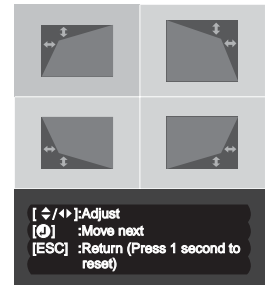 [ ⬍/⬌ ]:Adjust
[⏎] :Move next
[ESC] :Return (Press 1 second to
reset)